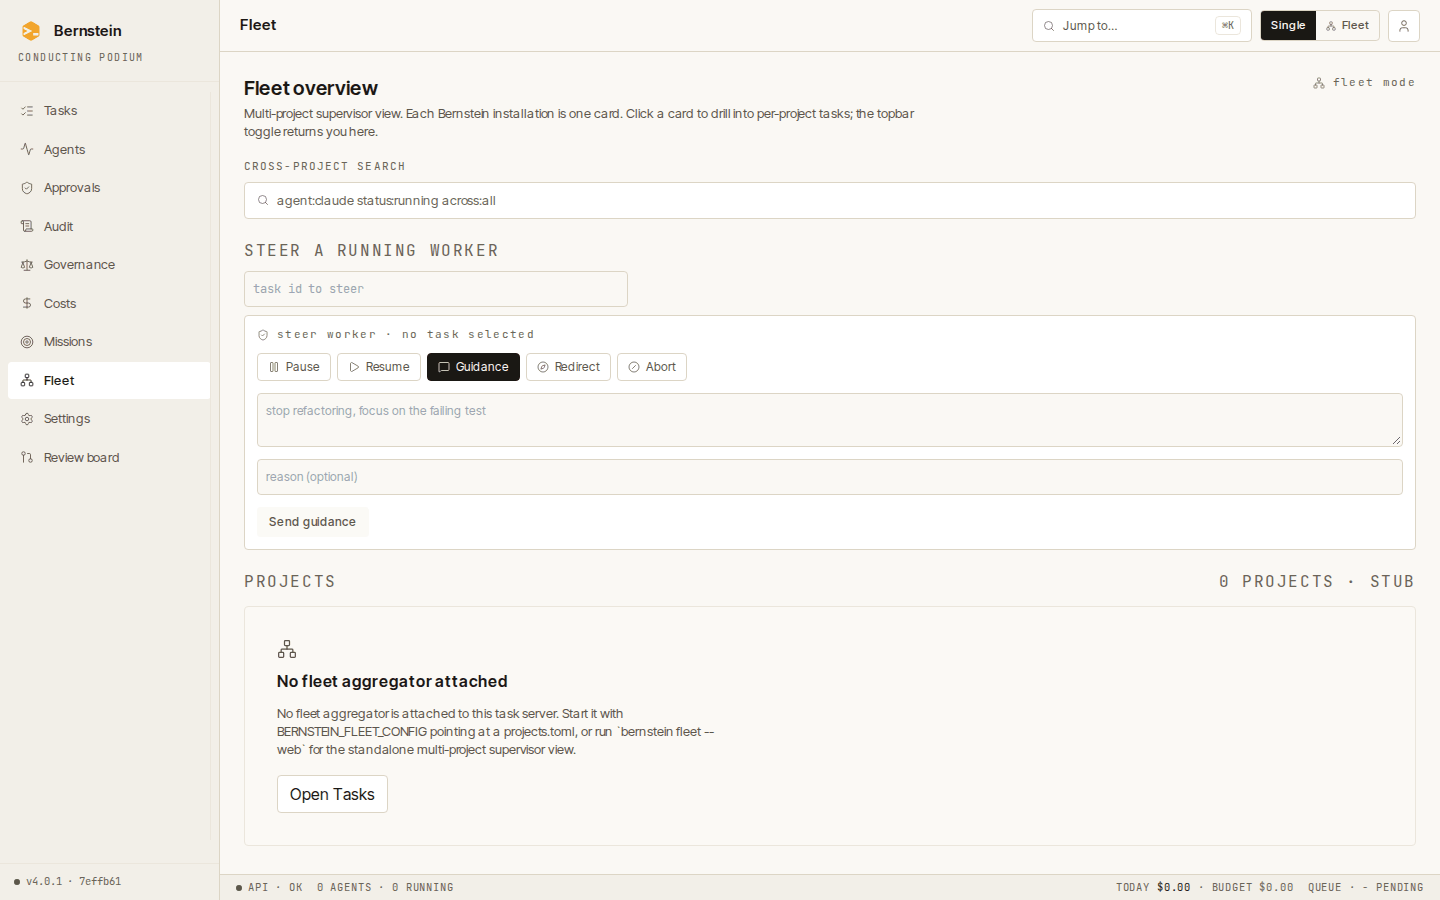 Bernstein
CONDUCTING PODIUM
Tasks
Agents
Approvals
Audit
Governance
Costs
Missions
Fleet
Settings
Review board
v4.0.1 · 7effb61
Fleet
Jump to...
⌘K
Single
Fleet
Fleet overview
fleet mode
Multi-project supervisor view. Each Bernstein installation is one card. Click a card to drill into per-project tasks; the topbar
toggle returns you here.
CROSS-PROJECT SEARCH
agent:claude status:running across:all
STEER A RUNNING WORKER
task id to steer
steer worker · no task selected
Pause
Resume
Guidance
Redirect
Abort
stop refactoring, focus on the failing test
reason (optional)
Send guidance
PROJECTS
0 PROJECTS · STUB
No fleet aggregator attached
No fleet aggregator is attached to this task server. Start it with
BERNSTEIN_FLEET_CONFIG pointing at a projects.toml, or run `bernstein fleet --
web` for the standalone multi-project supervisor view.
Open Tasks
API · OK 0 AGENTS · 0 RUNNING
TODAY $0.00 · BUDGET $0.00 QUEUE · - PENDING